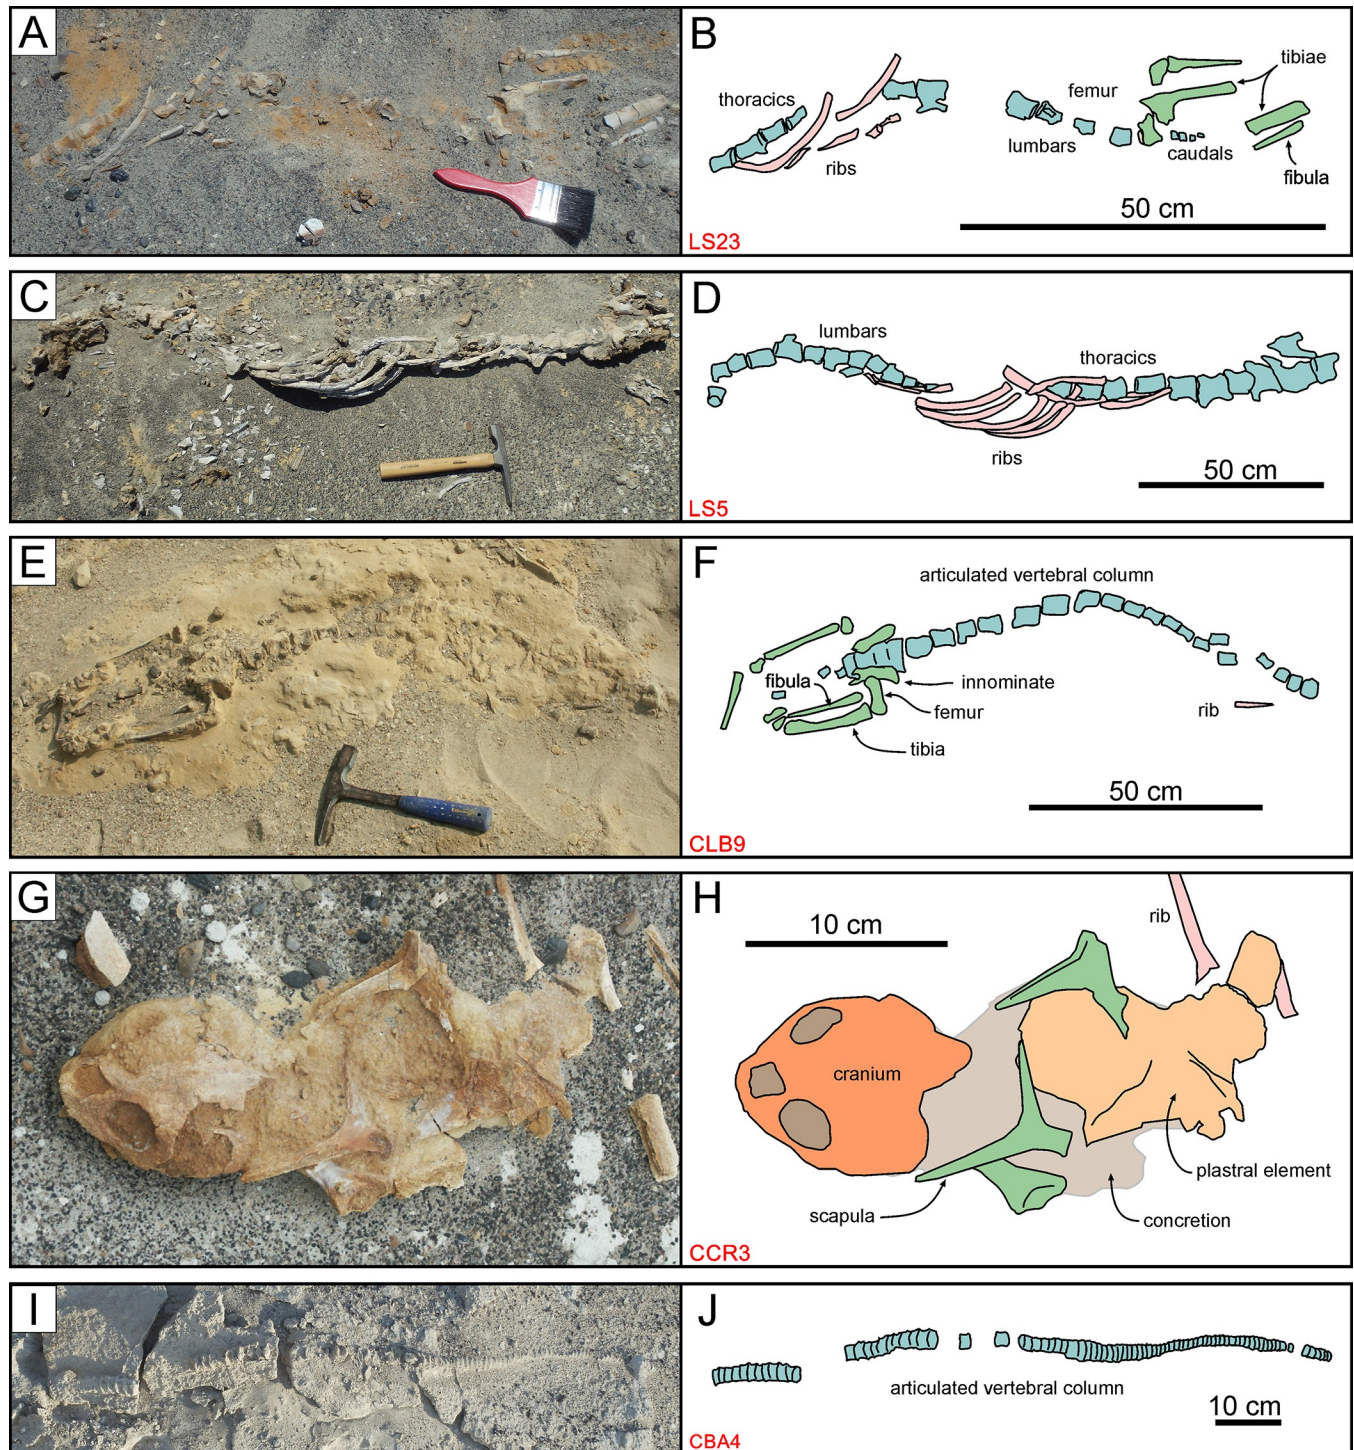 A
B
thoracics
ribs
femur
lumbars
caudals
tibiae
fibula
50 cm
LS23
C
D
lumbars
thoracics
ribs
50 cm
LS5
E
F
articulated vertebral column
fibula
innominate
femur
tibia
rib
50 cm
CLB9
G
H
10 cm
rib
cranium
plastral element
scapula
concretion
CCR3
I
J
articulated vertebral column
10 cm
CBA4